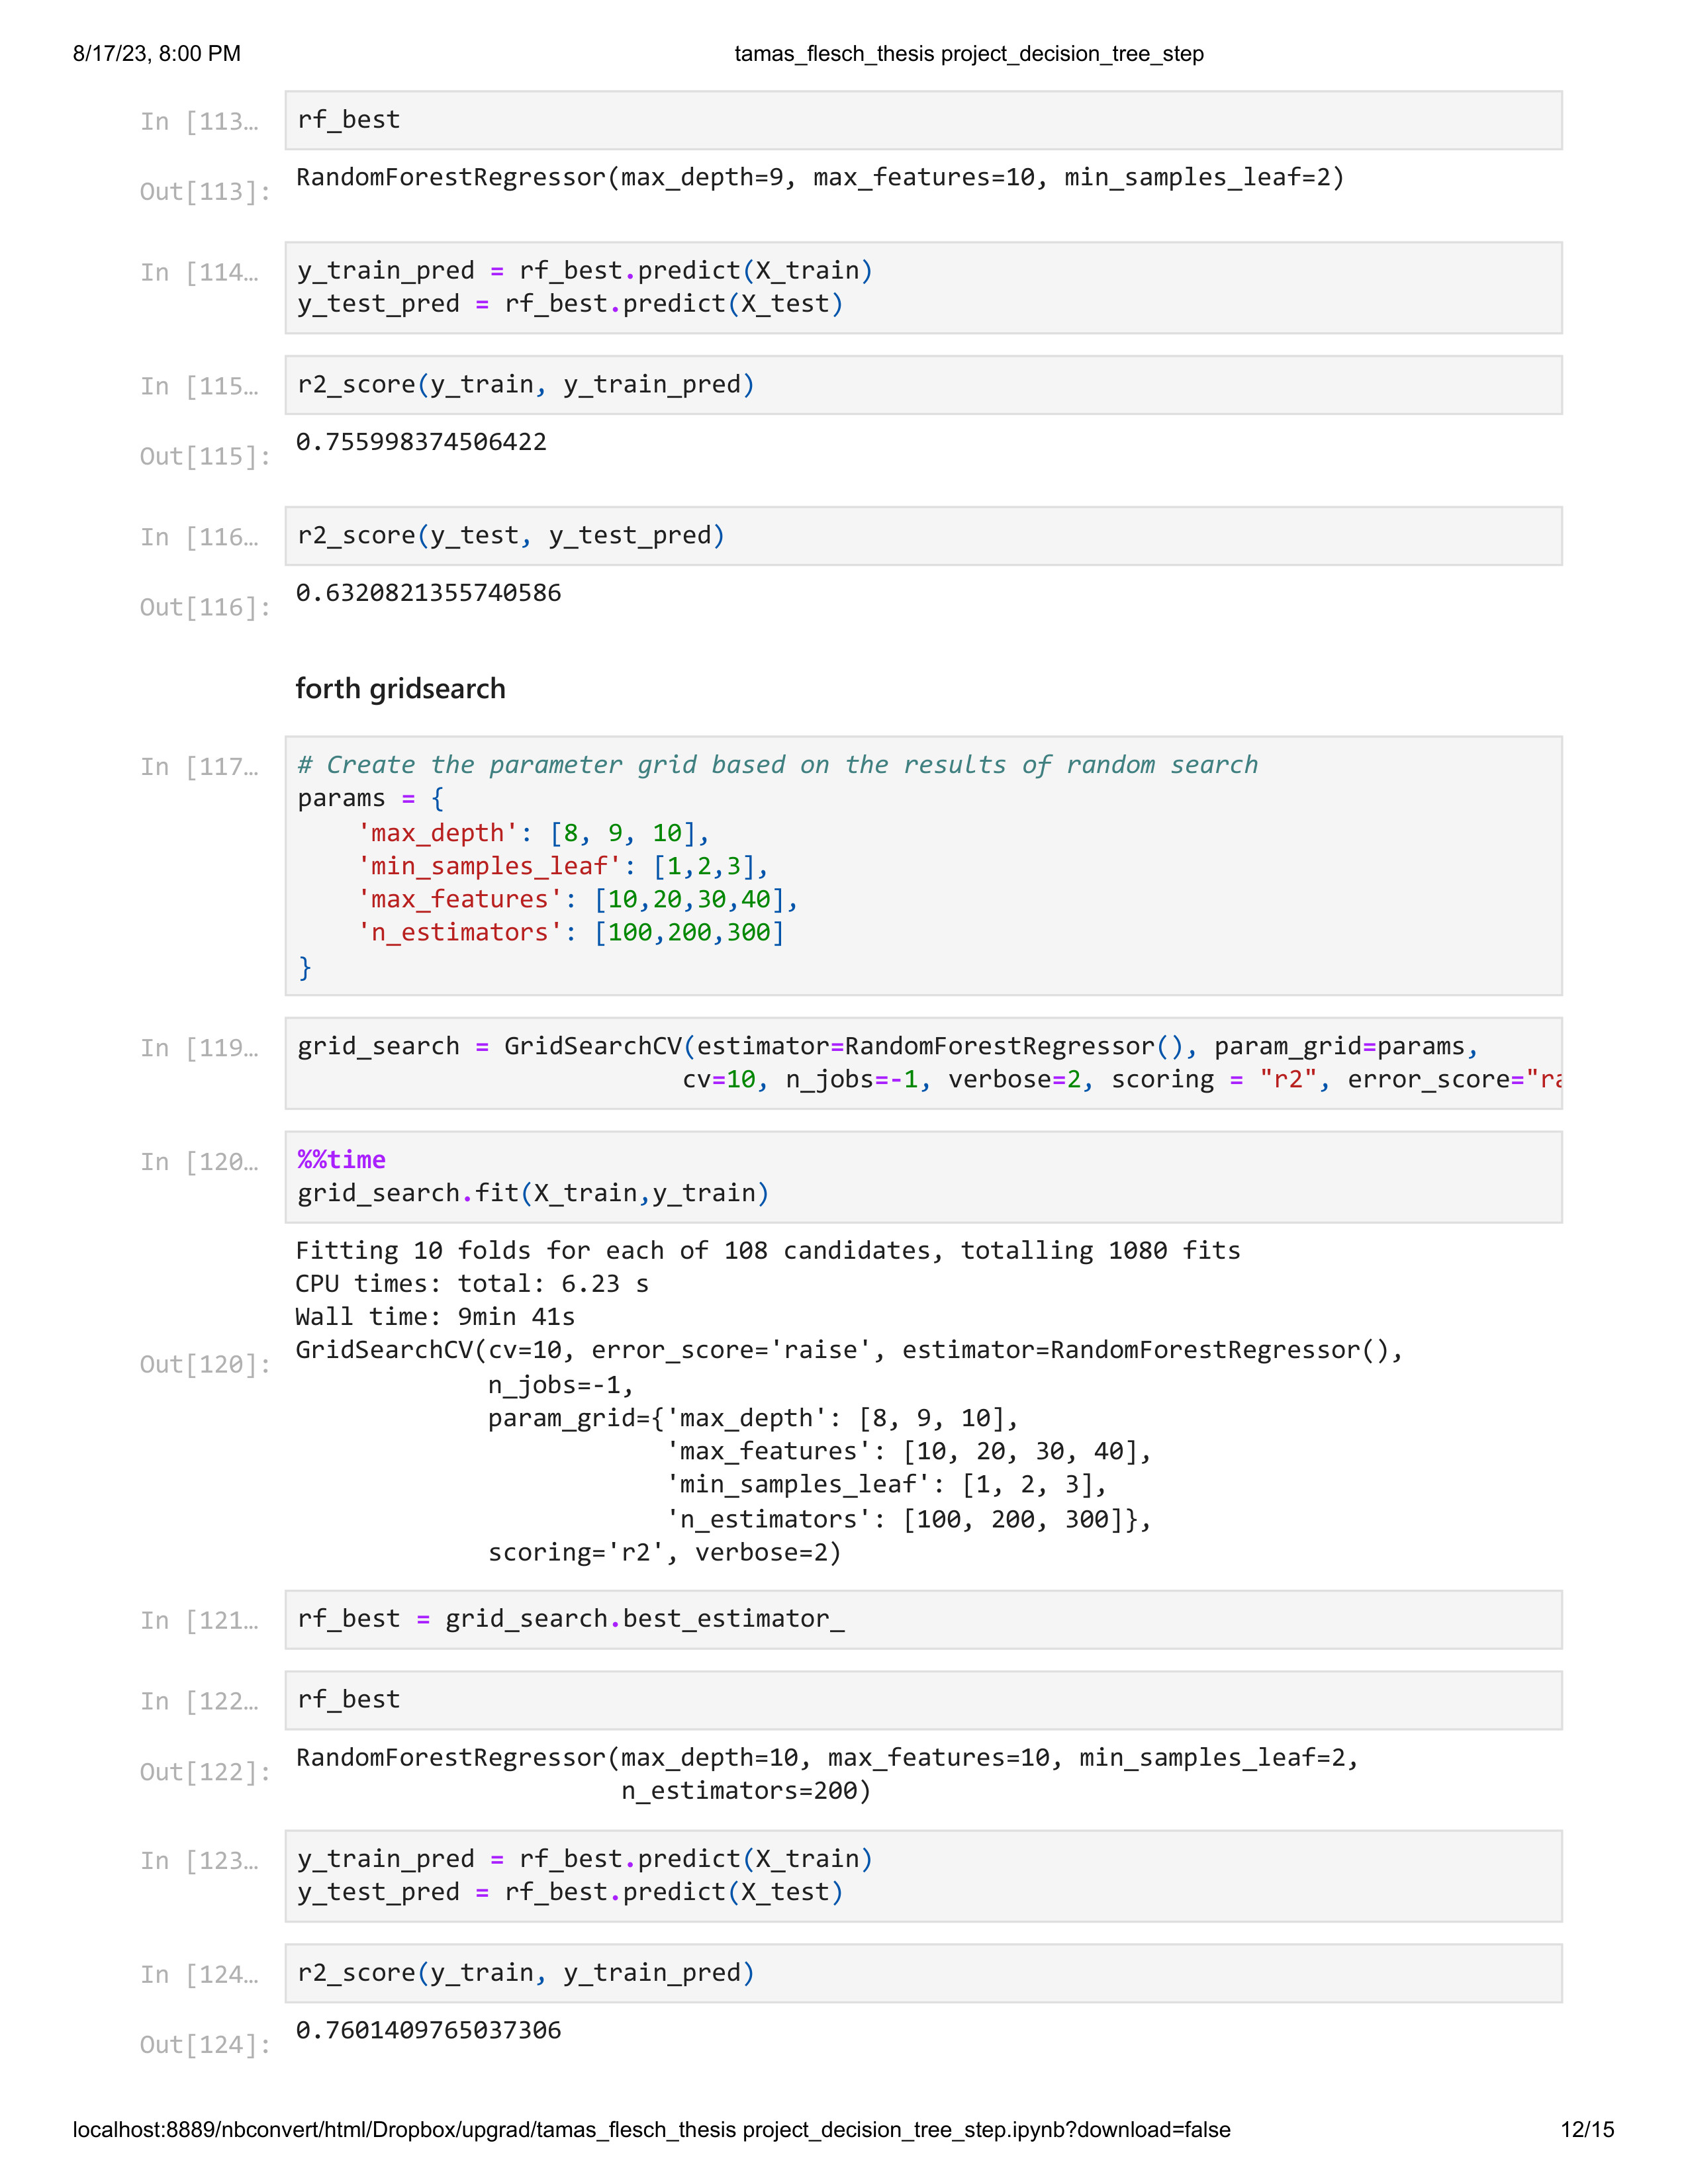 8/17/23, 8:00 PM tamas_flesch_thesis project_decision_tree_step
In [113… rf_best
Out[113]: RandomForestRegressor(max_depth=9, max_features=10, min_samples_leaf=2)
In [114… y_train_pred = rf_best.predict(X_train)
y_test_pred = rf_best.predict(X_test)
In [115… r2_score(y_train, y_train_pred)
Out[115]: 0.755998374506422
In [116… r2_score(y_test, y_test_pred)
Out[116]: 0.6320821355740586
forth gridsearch
In [117… # Create the parameter grid based on the results of random search
params = {
'max_depth': [8, 9, 10],
'min_samples_leaf': [1,2,3],
'max_features': [10,20,30,40],
'n_estimators': [100,200,300]
}
In [119… grid_search = GridSearchCV(estimator=RandomForestRegressor(), param_grid=params,
cv=10, n_jobs=-1, verbose=2, scoring = "r2", error_score="ra
In [120… %%time
grid_search.fit(X_train,y_train)
Fitting 10 folds for each of 108 candidates, totalling 1080 fits
CPU times: total: 6.23 s
Wall time: 9min 41s
Out[120]: GridSearchCV(cv=10, error_score='raise', estimator=RandomForestRegressor(),
n_jobs=-1,
param_grid={'max_depth': [8, 9, 10],
'max_features': [10, 20, 30, 40],
'min_samples_leaf': [1, 2, 3],
'n_estimators': [100, 200, 300]},
scoring='r2', verbose=2)
In [121… rf_best = grid_search.best_estimator_
In [122… rf_best
Out[122]: RandomForestRegressor(max_depth=10, max_features=10, min_samples_leaf=2,
n_estimators=200)
In [123… y_train_pred = rf_best.predict(X_train)
y_test_pred = rf_best.predict(X_test)
In [124… r2_score(y_train, y_train_pred)
Out[124]: 0.7601409765037306
localhost:8889/nbconvert/html/Dropbox/upgrad/tamas_flesch_thesis project_decision_tree_step.ipynb?download=false 12/15